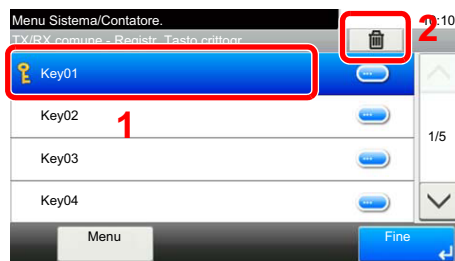 Menu Sistema/Contatore.
:10
2
TX/RX comune - Registr. Tasto crittogr.
Key01
Key02
1
1/5
Key03
Key04
Menu
Fine